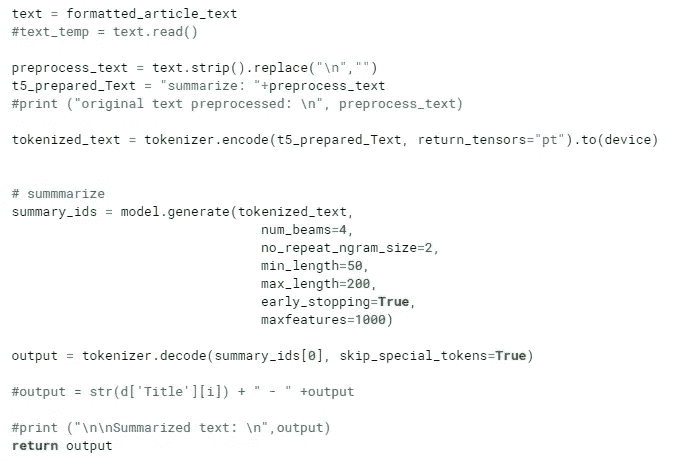 text = formatted_article_text
#text_temp = text.read()
preprocess_text = text.strip().replace("\n","")
t5_prepared_Text = "summarize: "+preprocess_text
#print ("original text preprocessed: \n", preprocess_text)
tokenized_text = tokenizer.encode(t5_prepared_Text, return_tensors="pt").to(device)
# summmarize
summary_ids = model.generate(tokenized_text,
num_beams=4,
no_repeat_ngram_size=2,
min_length=50,
max_length=200,
early_stopping=True,
maxfeatures=1000)
output = tokenizer.decode(summary_ids[0], skip_special_tokens=True)
#output = str(d['Title'][i]) + " - " +output
#print ("\n\nSummarized text: \n",output)
return output